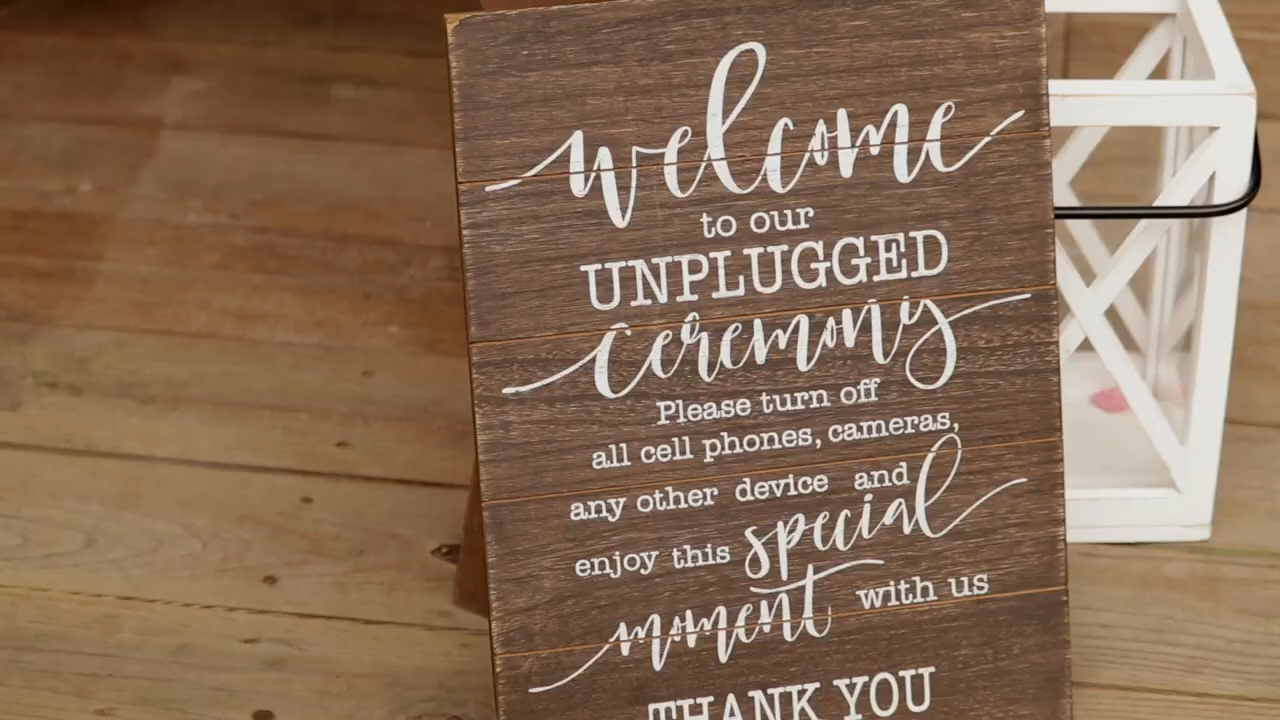 welcome
to our
UNPLUGGED
ceremony
Please turn off
all cell phones, cameras,
any other device and
enjoy this special
moment with us
THANK YOU